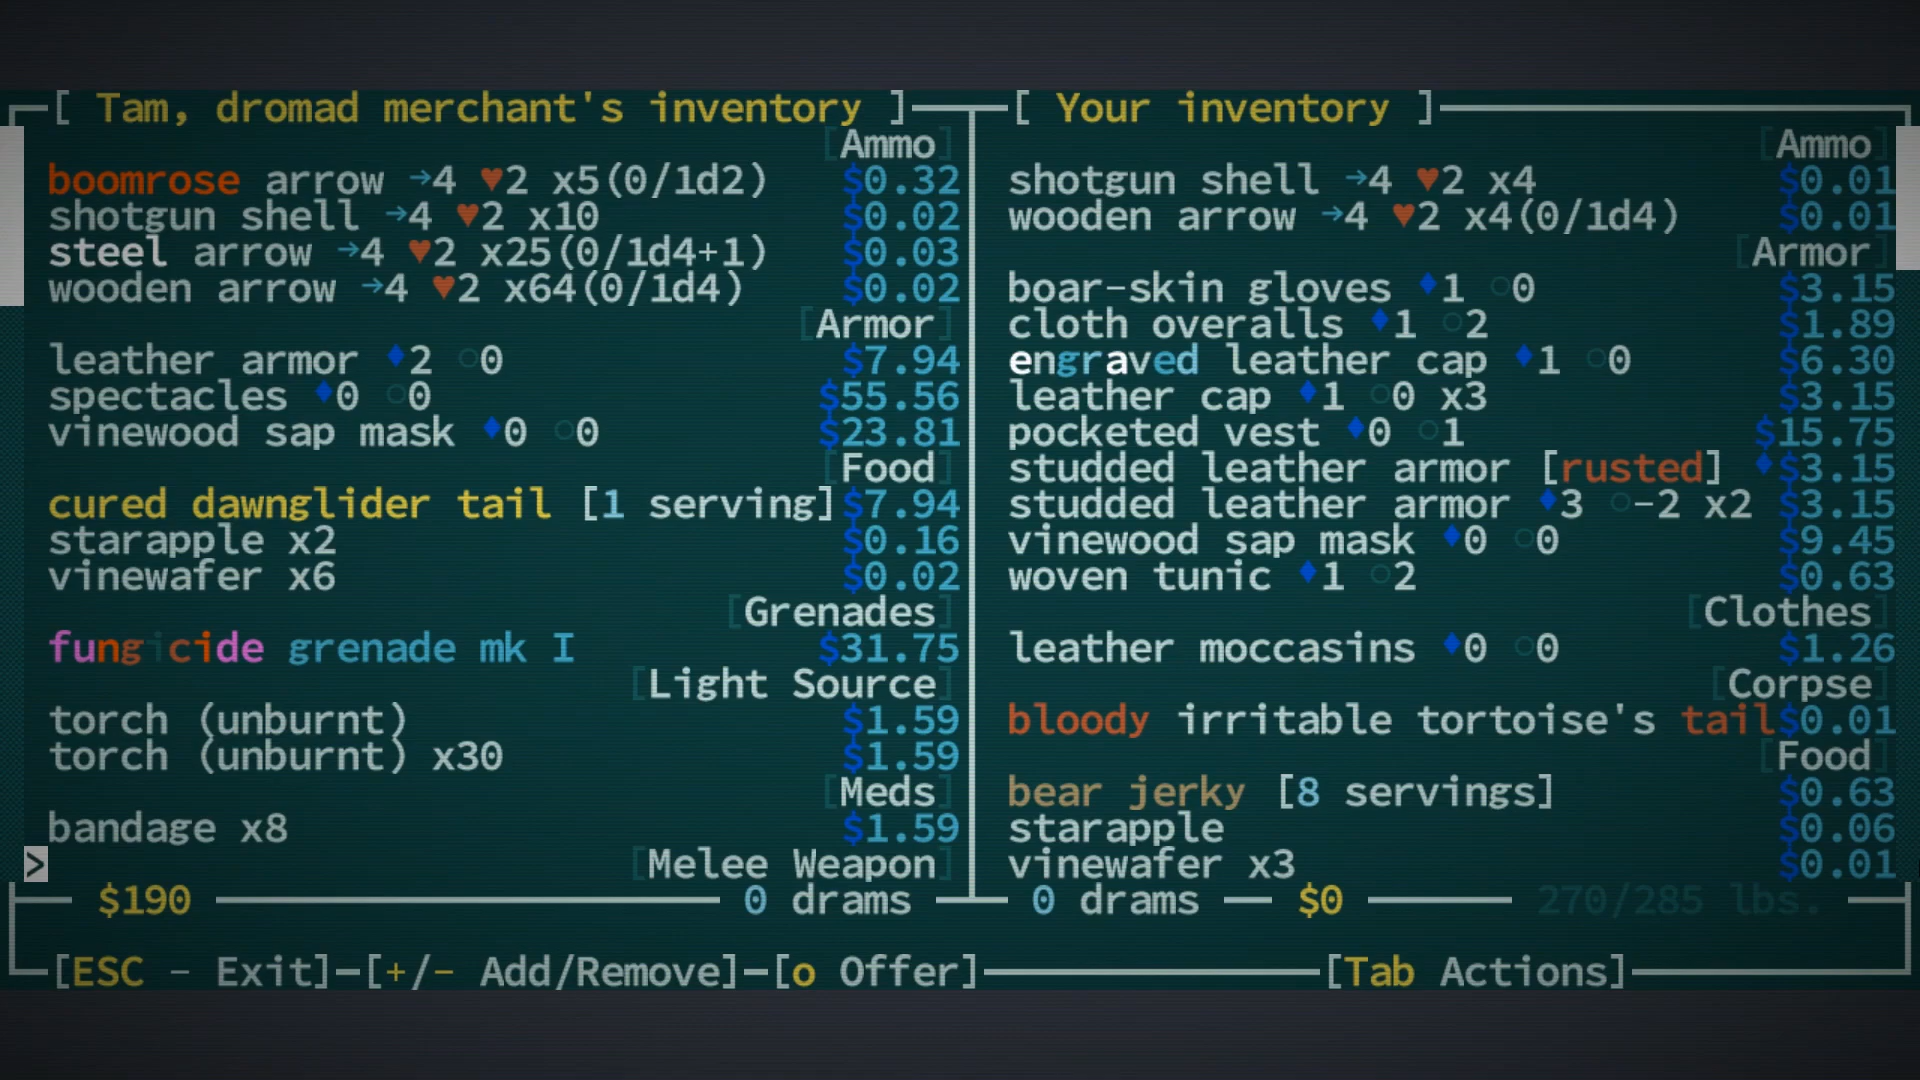 [ Tam, dromad merchant's inventory ]
[Ammo]
boomrose arrow →4 ♥2 x5(0/1d2) $0.32
shotgun shell →4 ♥2 x10 $0.02
steel arrow →4 ♥2 x25(0/1d4+1) $0.03
wooden arrow →4 ♥2 x64(0/1d4) $0.02
[Armor]
leather armor ♦2 ○0 $7.94
spectacles ♦0 ○0 $55.56
vinewood sap mask ♦0 ○0 $23.81
[Food]
cured dawnglider tail [1 serving] $7.94
starapple x2 $0.16
vinewafer x6 $0.02
[Grenades]
fungicide grenade mk I $31.75
[Light Source]
torch (unburnt) $1.59
torch (unburnt) x30 $1.59
[Meds]
bandage x8 $1.59
> [Melee Weapon]
$190 0 drams
[ Your inventory ]
[Ammo]
shotgun shell →4 ♥2 x4 $0.01
wooden arrow →4 ♥2 x4(0/1d4) $0.01
[Armor]
boar-skin gloves ♦1 ○0 $3.15
cloth overalls ♦1 ○2 $1.89
engraved leather cap ♦1 ○0 $6.30
leather cap ♦1 ○0 x3 $3.15
pocketed vest ♦0 ○1 $15.75
studded leather armor [rusted] ♦$3.15
studded leather armor ♦3 ○-2 x2 $3.15
vinewood sap mask ♦0 ○0 $9.45
woven tunic ♦1 ○2 $0.63
[Clothes]
leather moccasins ♦0 ○0 $1.26
[Corpse]
bloody irritable tortoise's tail$0.01
[Food]
bear jerky [8 servings] $0.63
starapple $0.06
vinewafer x3 $0.01
0 drams $0 270/285 lbs.
[ESC - Exit]-[+/- Add/Remove]-[o Offer] [Tab Actions]